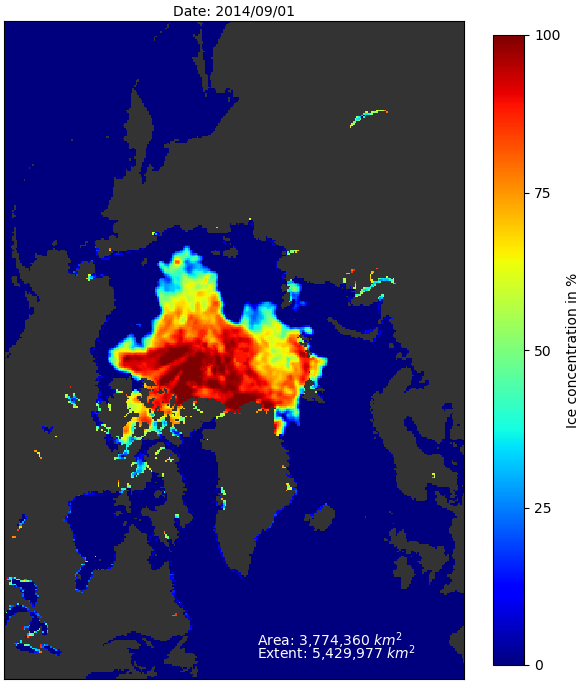 Date: 2014/09/01
100
75
50
25
0
Ice concentration in %
Area: 3,774,360 km²
Extent: 5,429,977 km²